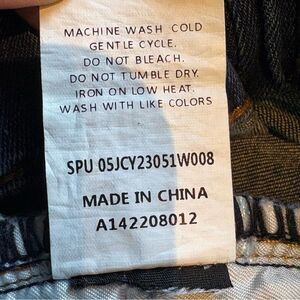 MACHINE WASH COLD
GENTLE CYCLE.
DO NOT BLEACH.
DO NOT TUMBLE DRY.
IRON ON LOW HEAT.
WASH WITH LIKE COLORS
SPU 05JCY23051W008
MADE IN CHINA
A142208012